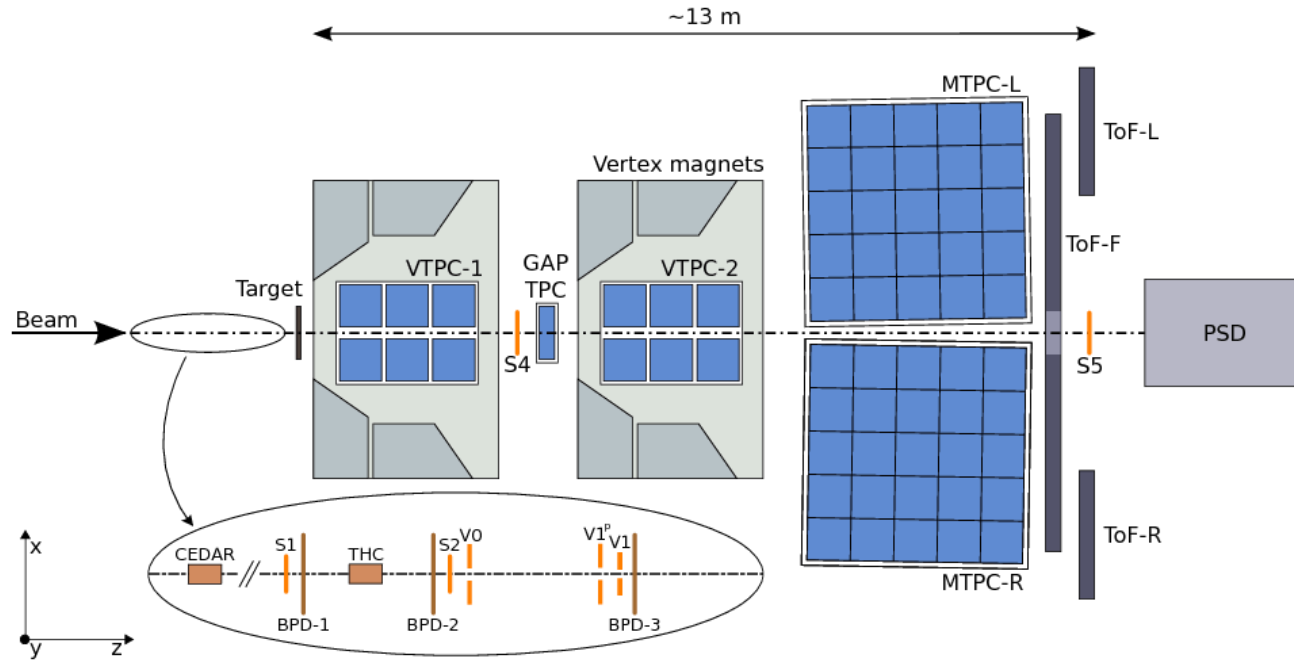 ~13 m
MTPC-L
ToF-L
Vertex magnets
ToF-F
VTPC-1
GAP
TPC
VTPC-2
Target
Beam
S4
S5
PSD
x
y
z
CEDAR
S1
THC
S2
V0
V1P
V1
BPD-1
BPD-2
BPD-3
MTPC-R
ToF-R